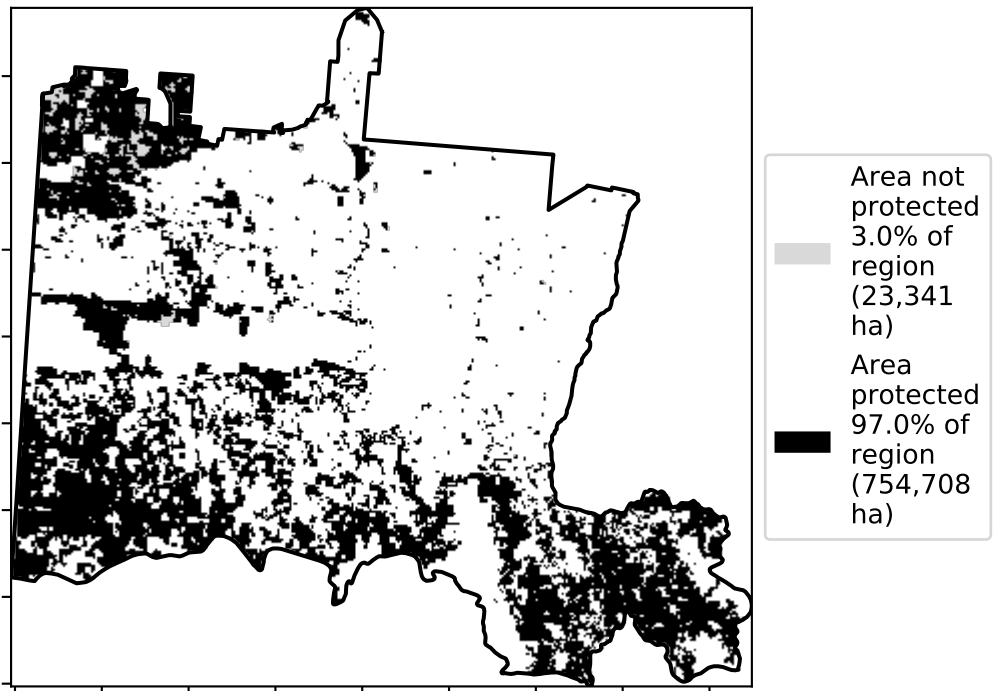 Area not
protected
3.0% of
region
(23,341
ha)
Area
protected
97.0% of
region
(754,708
ha)